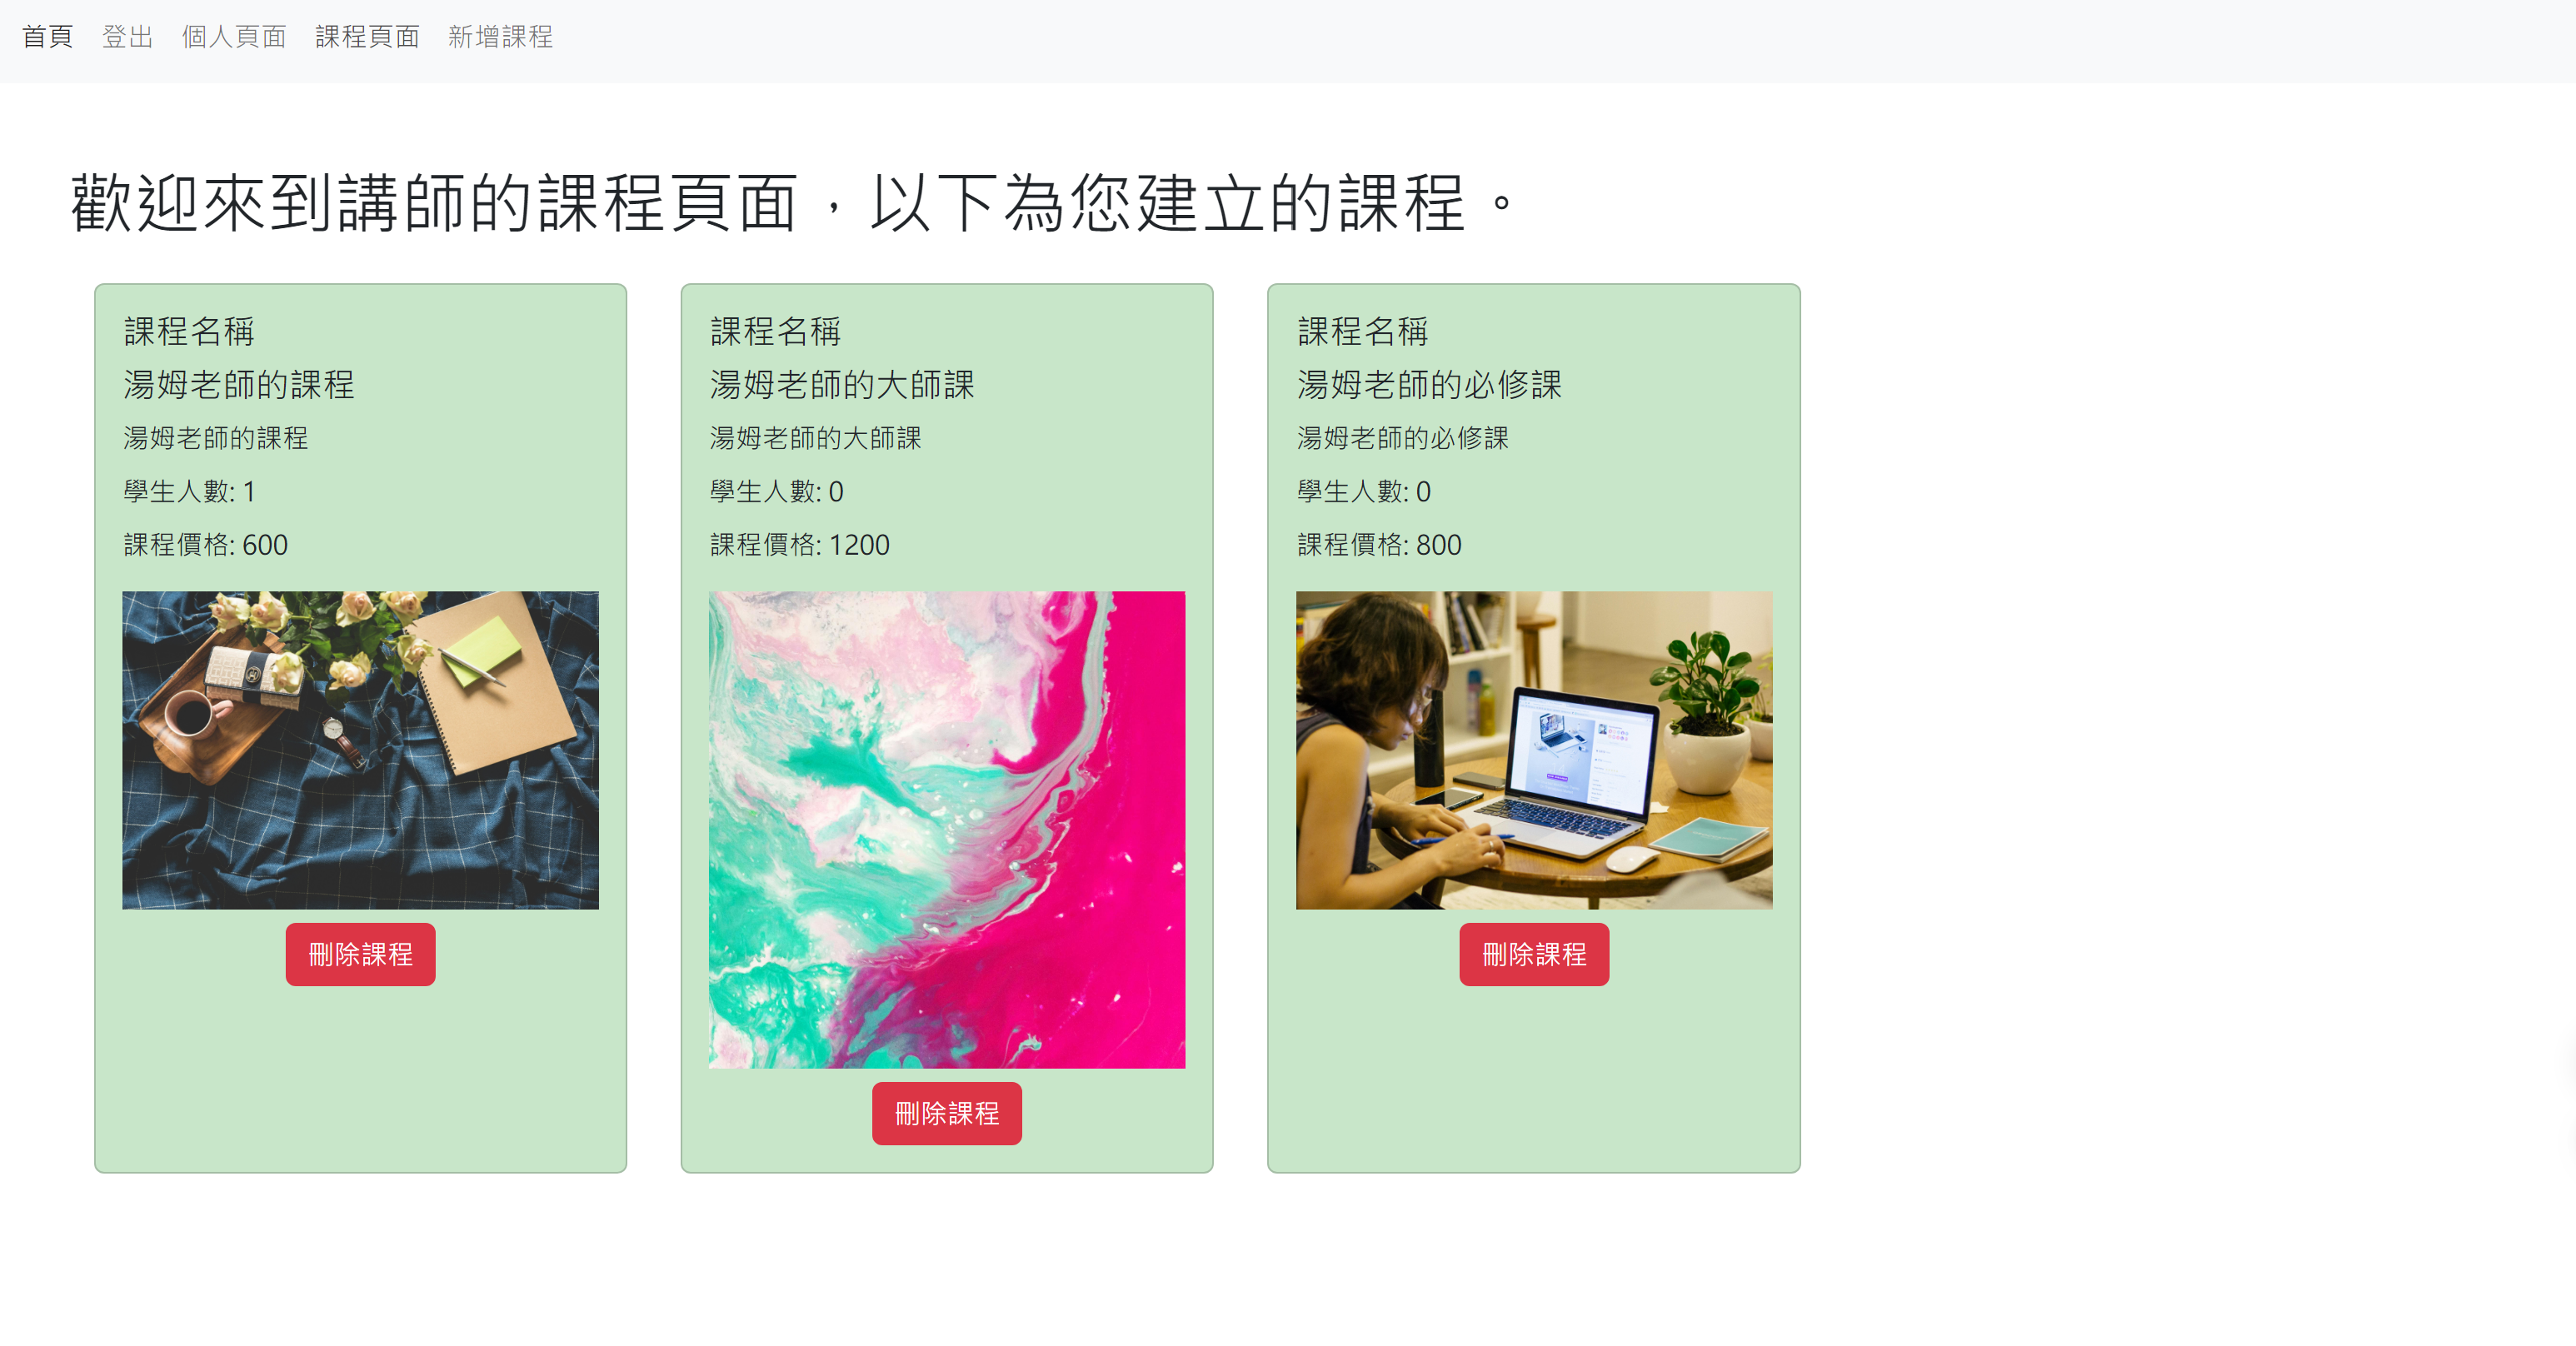 首頁 登出 個人頁面 課程頁面 新增課程
歡迎來到講師的課程頁面，以下為您建立的課程。
課程名稱
湯姆老師的課程
湯姆老師的課程
學生人數: 1
課程價格: 600
刪除課程
課程名稱
湯姆老師的大師課
湯姆老師的大師課
學生人數: 0
課程價格: 1200
刪除課程
課程名稱
湯姆老師的必修課
湯姆老師的必修課
學生人數: 0
課程價格: 800
刪除課程